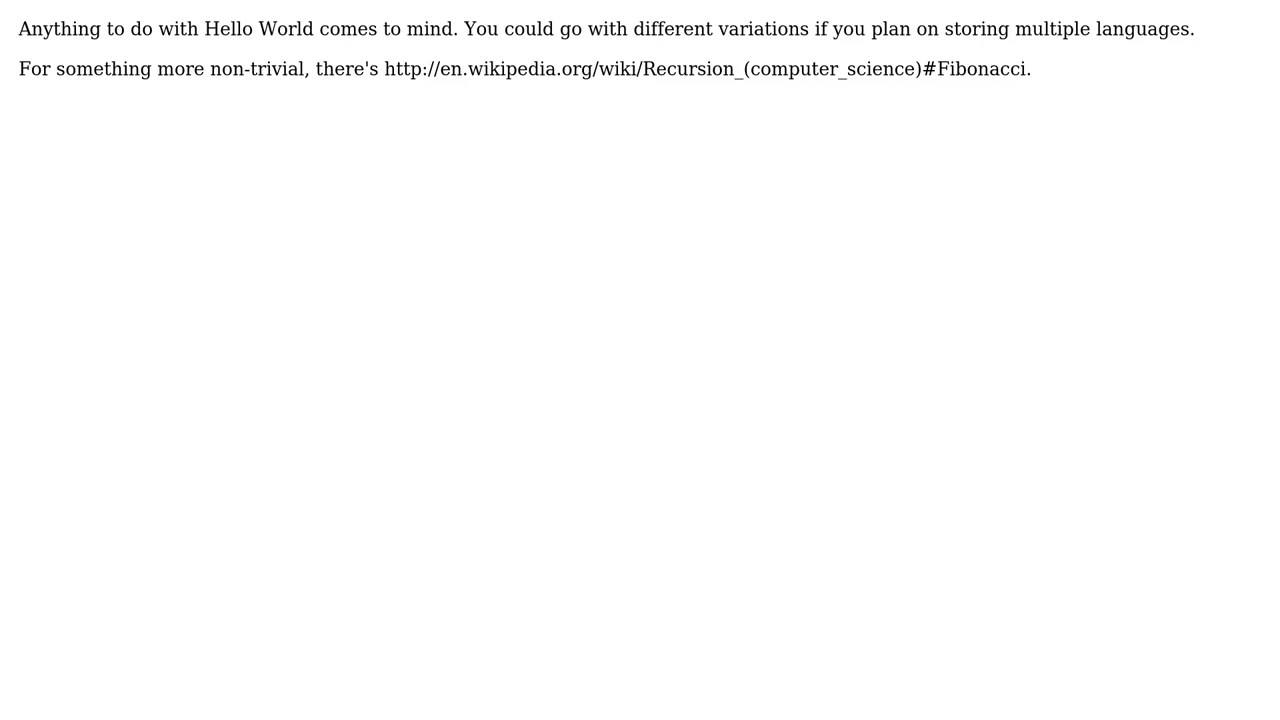 Anything to do with Hello World comes to mind. You could go with different variations if you plan on storing multiple languages.
For something more non-trivial, there's http://en.wikipedia.org/wiki/Recursion_(computer_science)#Fibonacci.